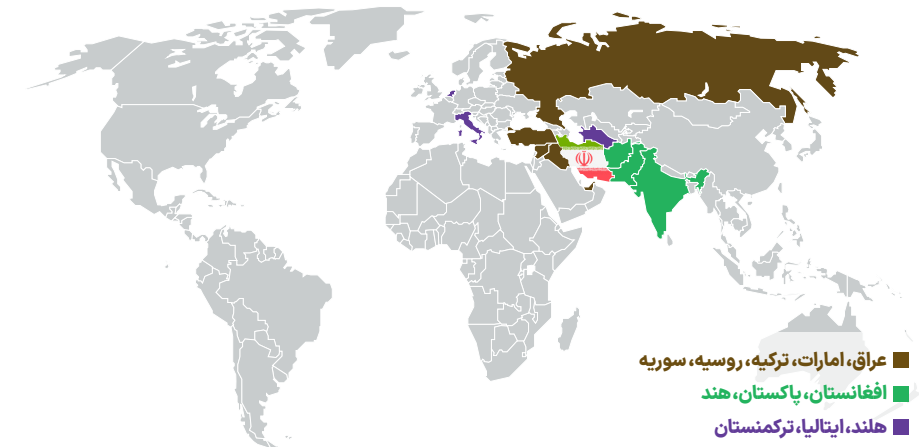 عراق، امارات، ترکیه، روسیه، سوریه
افغانستان، پاکستان، هند
هلند، ایتالیا، ترکمنستان